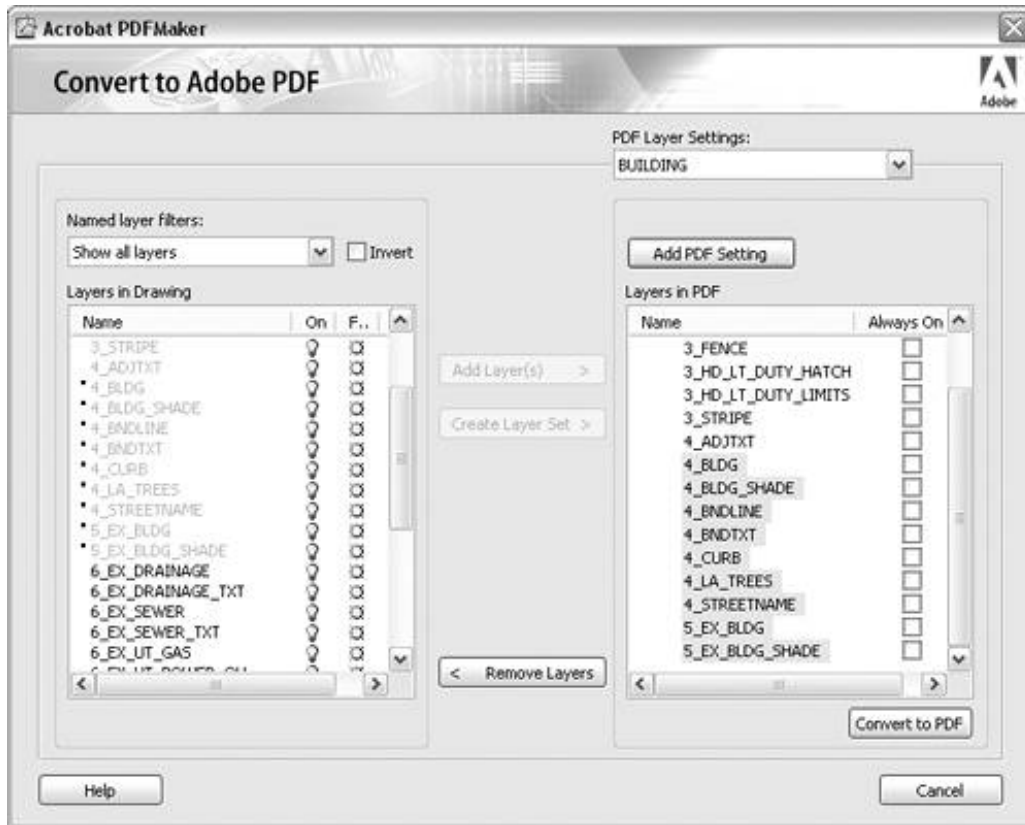 Acrobat PDFMaker
Convert to Adobe PDF
Adobe
PDF Layer Settings:
BUILDING
Named layer filters:
Show all layers
Invert
Add PDF Setting
Layers in Drawing
Name On F..
3_STRIPE
4_ADJTXT
4_BLDG
4_BLDG_SHADE
4_BNDLINE
4_BNDTXT
4_CURB
4_LA_TREES
4_STREETNAME
5_EX_BLDG
5_EX_BLDG_SHADE
6_EX_DRAINAGE
6_EX_DRAINAGE_TXT
6_EX_SEWER
6_EX_SEWER_TXT
6_EX_UT_GAS
Add Layer(s) >
Create Layer Set >
< Remove Layers
Layers in PDF
Name Always On
3_FENCE
3_HD_LT_DUTY_HATCH
3_HD_LT_DUTY_LIMITS
3_STRIPE
4_ADJTXT
4_BLDG
4_BLDG_SHADE
4_BNDLINE
4_BNDTXT
4_CURB
4_LA_TREES
4_STREETNAME
5_EX_BLDG
5_EX_BLDG_SHADE
Convert to PDF
Help
Cancel